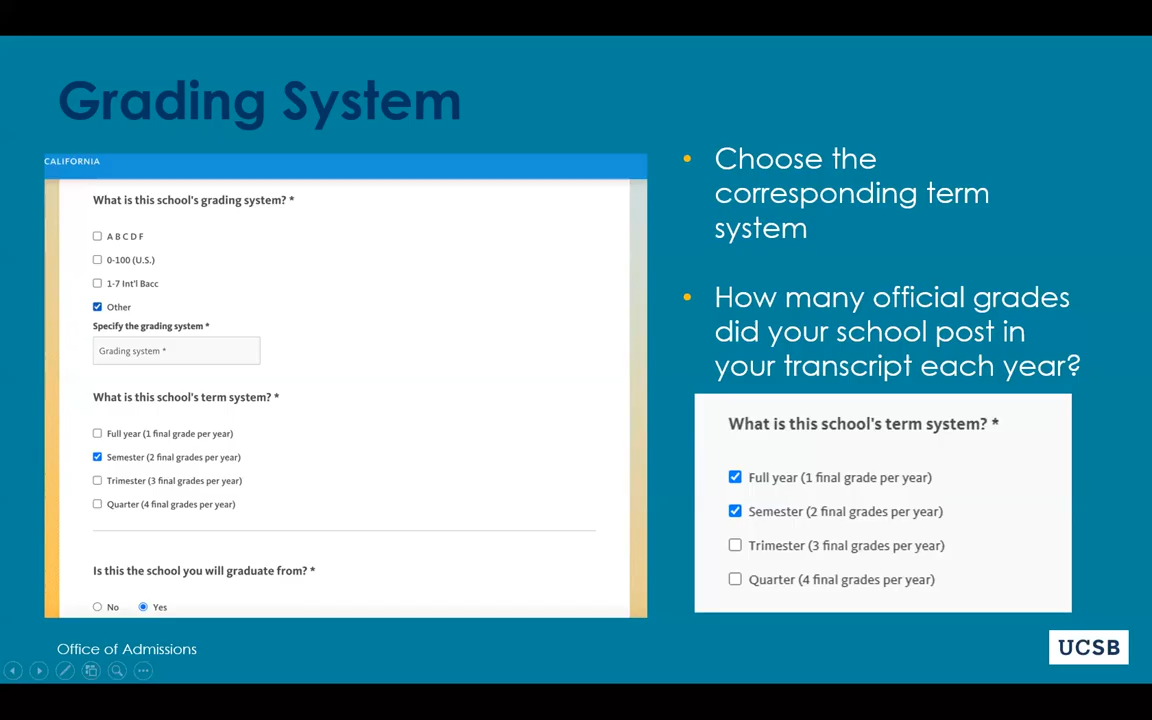 Grading System
CALIFORNIA
What is this school's grading system? *
A B C D F
0-100 (U.S.)
1-7 Int'l Bacc
Other
Specify the grading system *
Grading system *
What is this school's term system? *
Full year (1 final grade per year)
Semester (2 final grades per year)
Trimester (3 final grades per year)
Quarter (4 final grades per year)
Is this the school you will graduate from? *
No Yes
• Choose the
corresponding term
system
• How many official grades
did your school post in
your transcript each year?
What is this school's term system? *
Full year (1 final grade per year)
Semester (2 final grades per year)
Trimester (3 final grades per year)
Quarter (4 final grades per year)
Office of Admissions
UCSB